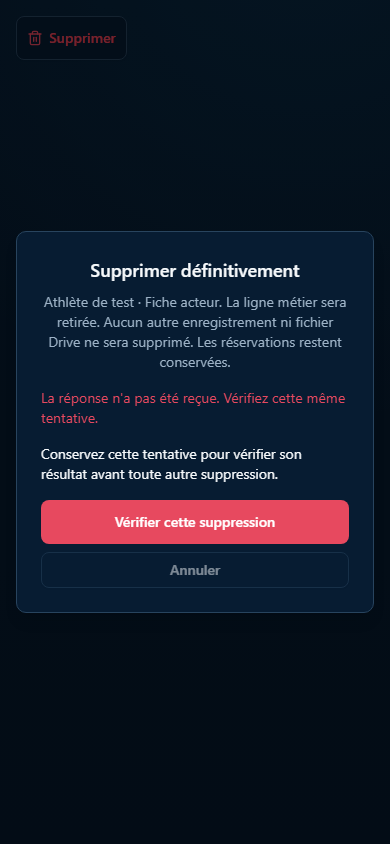 Supprimer
Supprimer définitivement
Athlète de test · Fiche acteur. La ligne métier sera
retirée. Aucun autre enregistrement ni fichier
Drive ne sera supprimé. Les réservations restent
conservées.
La réponse n'a pas été reçue. Vérifiez cette même
tentative.
Conservez cette tentative pour vérifier son
résultat avant toute autre suppression.
Vérifier cette suppression
Annuler